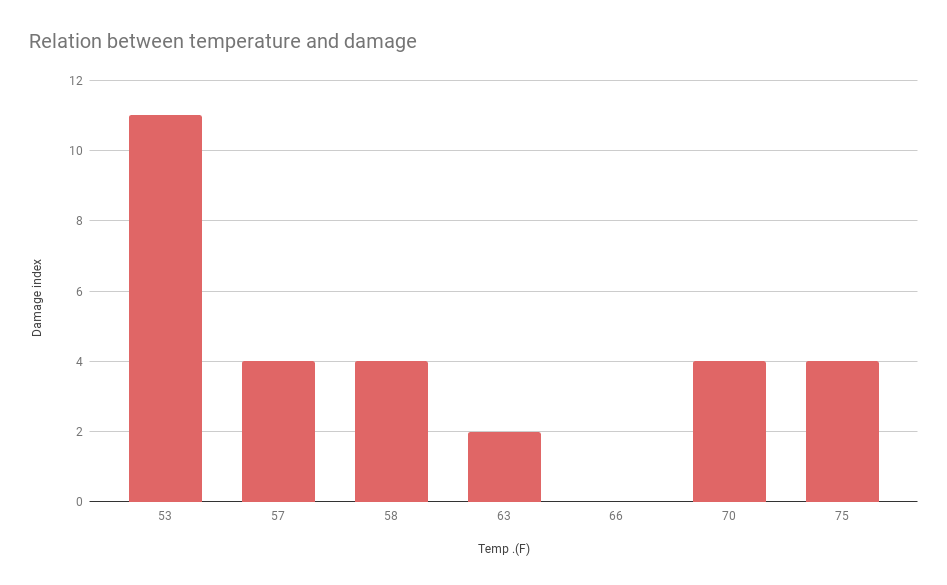 Relation between temperature and damage
12
10
8
6
4
2
0
Damage index
53 57 58 63 66 70 75
Temp .(F)